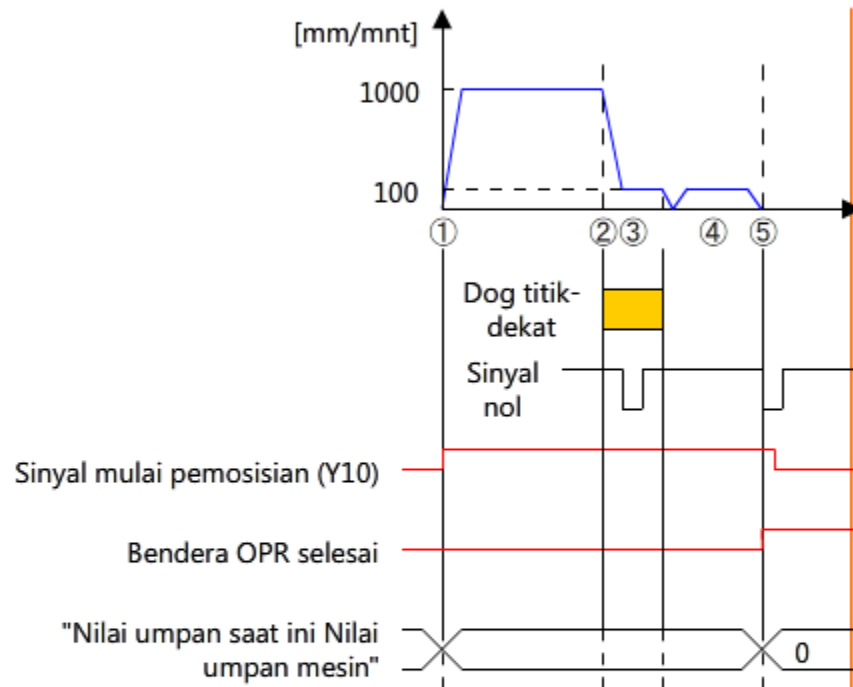 [mm/mnt]
1000
100
① ②③ ④ ⑤
Dog titik-
dekat
Sinyal
nol
Sinyal mulai pemosisian (Y10)
Bendera OPR selesai
"Nilai umpan saat ini Nilai
umpan mesin"
0